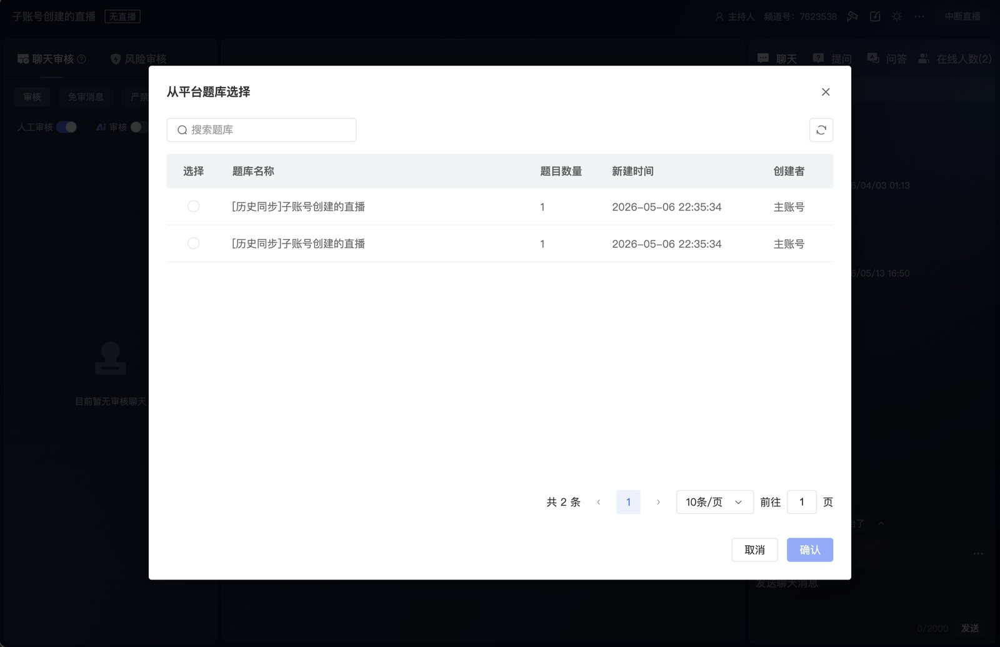 子账号创建的直播 无直播
主持人 频道号：7623538 中断直播
聊天审核 风险审核
聊天 提问 问答 在线人数(2)
审核 免审消息 严禁
人工审核 Ai 审核
从平台题库选择
搜索题库
选择 题库名称 题目数量 新建时间 创建者
[历史同步]子账号创建的直播 1 2026-05-06 22:35:34 主账号
[历史同步]子账号创建的直播 1 2026-05-06 22:35:34 主账号
6/04/03 01:13
6/05/13 16:50
目前暂无审核聊天
共 2 条 1 10条/页 前往 1 页
取消 确认
了
发送聊天消息
0/2000 发送